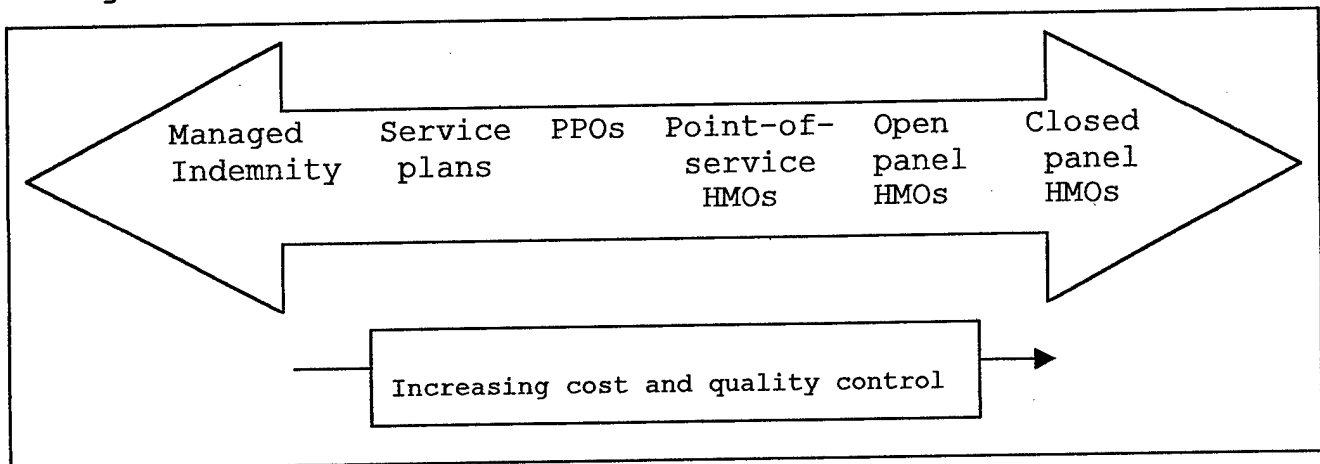 Managed Indemnity
Service plans
PPOs
Point-of-service HMOs
Open panel HMOs
Closed panel HMOs
Increasing cost and quality control